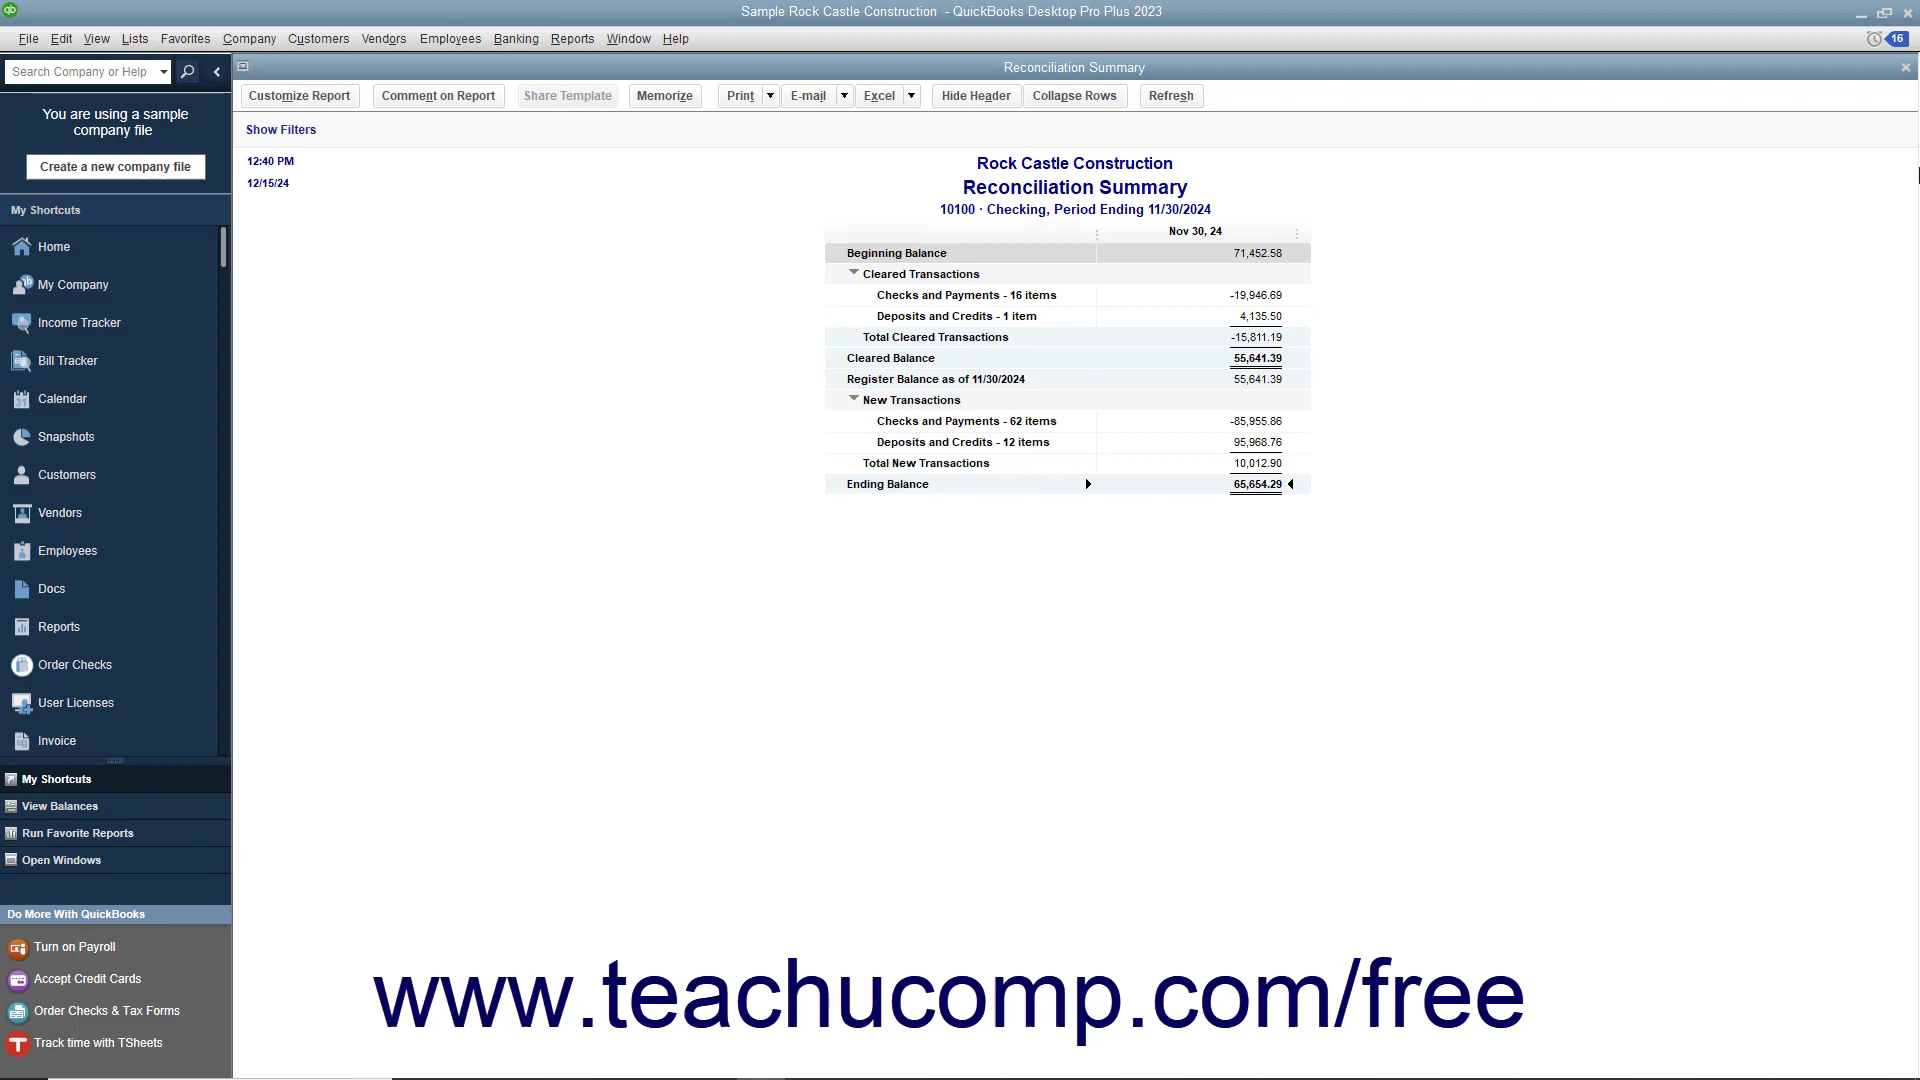 Sample Rock Castle Construction - QuickBooks Desktop Pro Plus 2023
File Edit View Lists Favorites Company Customers Vendors Employees Banking Reports Window Help
16
Search Company or Help
Reconciliation Summary
Customize Report Comment on Report Share Template Memorize Print E-mail Excel Hide Header Collapse Rows Refresh
You are using a sample
company file
Create a new company file
Show Filters
12:40 PM
12/15/24
Rock Castle Construction
Reconciliation Summary
10100 · Checking, Period Ending 11/30/2024
Nov 30, 24
Beginning Balance 71,452.58
Cleared Transactions
Checks and Payments - 16 items -19,946.69
Deposits and Credits - 1 item 4,135.50
Total Cleared Transactions -15,811.19
Cleared Balance 55,641.39
Register Balance as of 11/30/2024 55,641.39
New Transactions
Checks and Payments - 62 items -85,955.86
Deposits and Credits - 12 items 95,968.76
Total New Transactions 10,012.90
Ending Balance 65,654.29
My Shortcuts
Home
My Company
Income Tracker
Bill Tracker
31
Calendar
Snapshots
Customers
Vendors
Employees
Docs
Reports
Order Checks
User Licenses
Invoice
My Shortcuts
View Balances
Run Favorite Reports
Open Windows
Do More With QuickBooks
Turn on Payroll
Accept Credit Cards
Order Checks & Tax Forms
Track time with TSheets
www.teachucomp.com/free